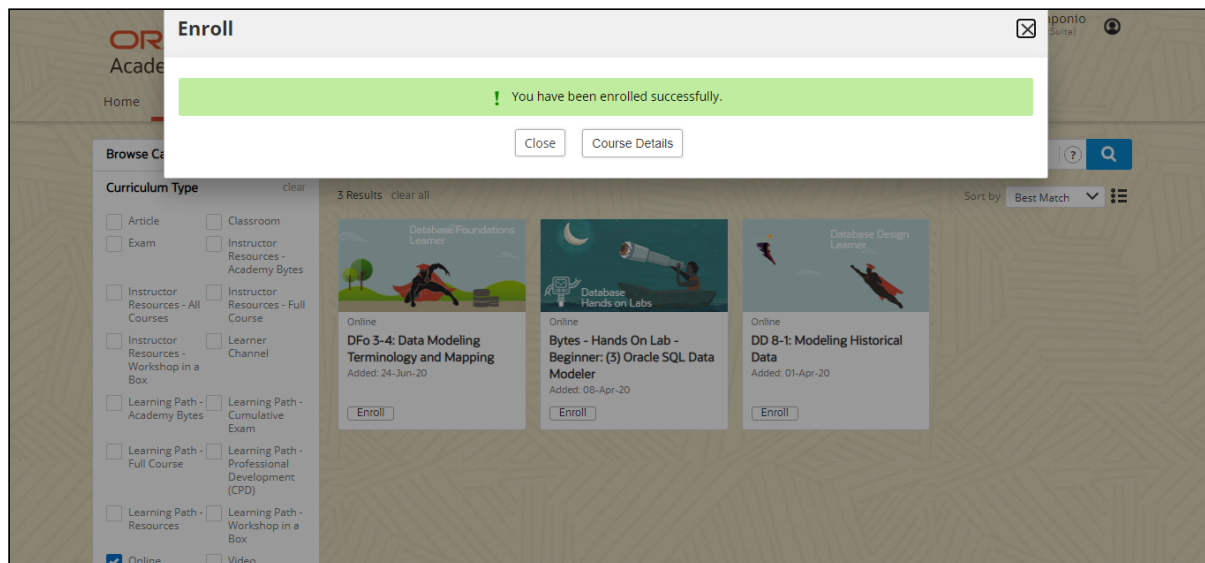 Enroll
ponio
Suite)
OR
Acade
You have been enrolled successfully.
Home
Close
Course Details
Browse Ca
?
Curriculum Type
clear
3 Results clear all
Sort by
Best Match
Article
Classroom
Exam
Instructor
Resources -
Academy Bytes
Instructor
Resources - All
Courses
Instructor
Resources - Full
Course
Instructor
Resources -
Workshop in a
Box
Learner
Channel
Learning Path -
Academy Bytes
Learning Path -
Cumulative
Exam
Learning Path -
Full Course
Learning Path -
Professional
Development
(CPD)
Learning Path -
Resources
Learning Path -
Workshop in a
Box
Online
Video
Database Foundations
Learner
Online
DFo 3-4: Data Modeling
Terminology and Mapping
Added: 24-Jun-20
Enroll
Database
Hands on Labs
Online
Bytes - Hands On Lab -
Beginner: (3) Oracle SQL Data
Modeler
Added: 08-Apr-20
Enroll
Database Design
Learner
Online
DD 8-1: Modeling Historical
Data
Added: 01-Apr-20
Enroll